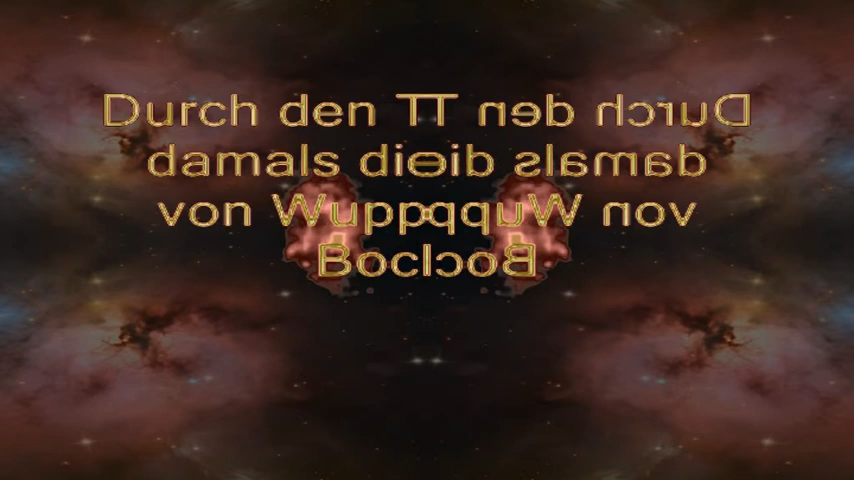 Durch den
damals die
von Wupp
Boc